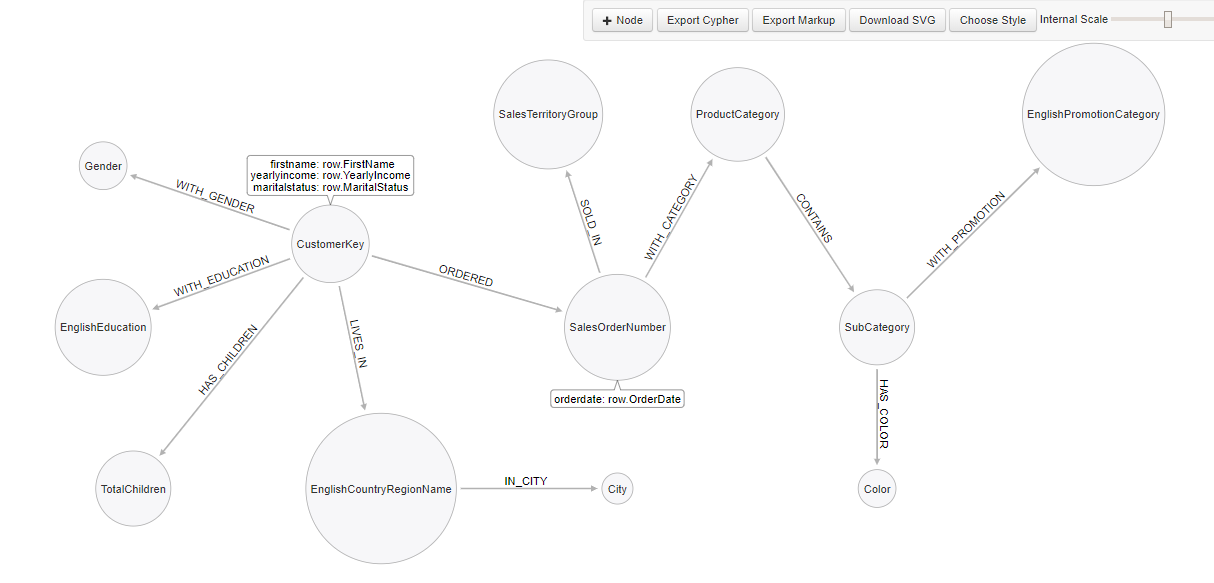 + Node
Export Cypher
Export Markup
Download SVG
Choose Style
Internal Scale
SalesTerritoryGroup
ProductCategory
EnglishPromotionCategory
Gender
firstname: row.FirstName
yearlyincome: row.YearlyIncome
maritalstatus: row.MaritalStatus
WITH_GENDER
SOLD_IN
WITH_CATEGORY
CONTAINS
WITH_PROMOTION
CustomerKey
WITH_EDUCATION
ORDERED
EnglishEducation
HAS_CHILDREN
LIVES_IN
SalesOrderNumber
SubCategory
orderdate: row.OrderDate
HAS_COLOR
TotalChildren
EnglishCountryRegionName
IN_CITY
City
Color